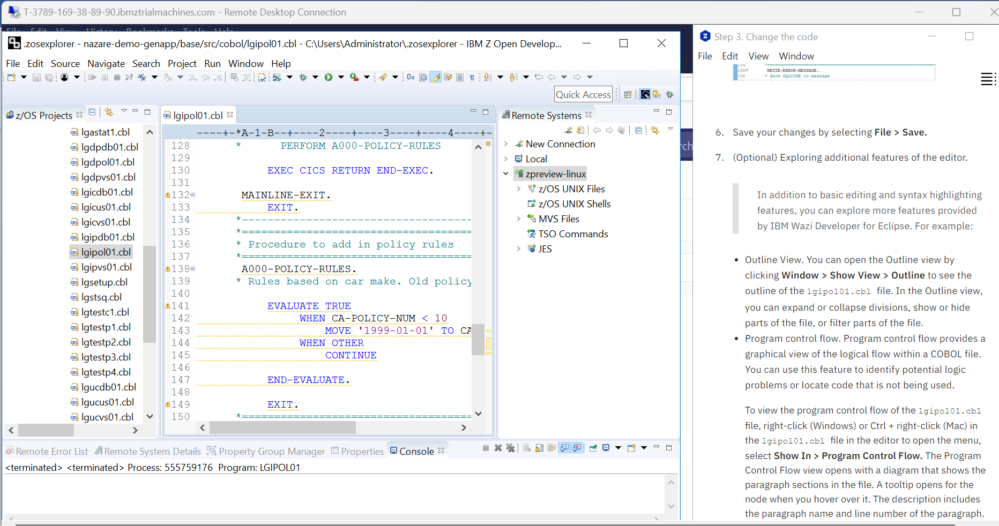 T-3789-169-38-89-90.ibmztrialmachines.com - Remote Desktop Connection
File Edit View History Bookmarks Tools Help
.zosexplorer - nazare-demo-genapp/base/src/cobol/lgipol01.cbl - C:\Users\Administrator\.zosexplorer - IBM Z Open Develop...
File Edit Source Navigate Search Project Run Window Help
Quick Access
z/OS Projects
lgastat1.cbl
lgdpdb01.cbl
lgdpol01.cbl
lgdpvs01.cbl
lgicdb01.cbl
lgicus01.cbl
lgicvs01.cbl
lgipdb01.cbl
lgipol01.cbl
lgipvs01.cbl
lgsetup.cbl
lgstsq.cbl
lgtestc1.cbl
lgtestp1.cbl
lgtestp2.cbl
lgtestp3.cbl
lgtestp4.cbl
lgucdb01.cbl
lgucus01.cbl
lgucvs01.cbl
lgipol01.cbl
----+-*A-1-B--+----2----+----3----+----4----+-
128 * PERFORM A000-POLICY-RULES
129
130 EXEC CICS RETURN END-EXEC.
131
132 MAINLINE-EXIT.
133 EXIT.
134 *------------------------------------
135 *====================================
136 * Procedure to add in policy rules
137 *====================================
138 A000-POLICY-RULES.
139 * Rules based on car make. Old policy
140
141 EVALUATE TRUE
142 WHEN CA-POLICY-NUM < 10
143 MOVE '1999-01-01' TO CA
144 WHEN OTHER
145 CONTINUE
146
147 END-EVALUATE.
148
149 EXIT.
150 *====================================
Remote Systems
New Connection
Local
zpreview-linux
z/OS UNIX Files
z/OS UNIX Shells
MVS Files
TSO Commands
JES
Remote Error List Remote System Details Property Group Manager Properties Console
<terminated> <terminated> Process: 555759176 Program: LGIPOL01
rch
Step 3. Change the code
File Edit View Window
155 WRITE-ERROR-MESSAGE.
156 * Save SQLCODE in message
6. Save your changes by selecting File > Save.
7. (Optional) Exploring additional features of the editor.
In addition to basic editing and syntax highlighting
features, you can explore more features provided
by IBM Wazi Developer for Eclipse. For example:
• Outline View. You can open the Outline view by
clicking Window > Show View > Outline to see the
outline of the lgipol01.cbl file. In the Outline view,
you can expand or collapse divisions, show or hide
parts of the file, or filter parts of the file.
• Program control flow. Program control flow provides a
graphical view of the logical flow within a COBOL file.
You can use this feature to identify potential logic
problems or locate code that is not being used.
To view the program control flow of the lgipol01.cbl
file, right-click (Windows) or Ctrl + right-click (Mac) in
the lgipol01.cbl file in the editor to open the menu,
select Show In > Program Control Flow. The Program
Control Flow view opens with a diagram that shows the
paragraph sections in the file. A tooltip opens for the
node when you hover over it. The description includes
the paragraph name and line number of the paragraph.